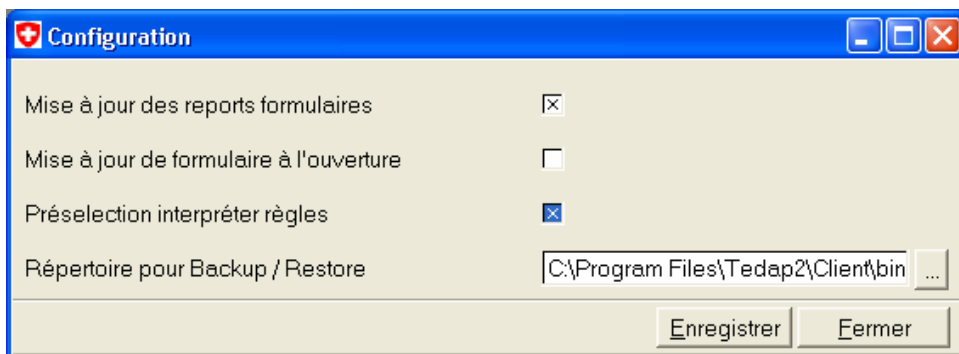 Configuration
Mise à jour des reports formulaires
Mise à jour de formulaire à l'ouverture
Préselection interpréter règles
Répertoire pour Backup / Restore C:\Program Files\Tedap2\Client\bin ...
Enregistrer Fermer